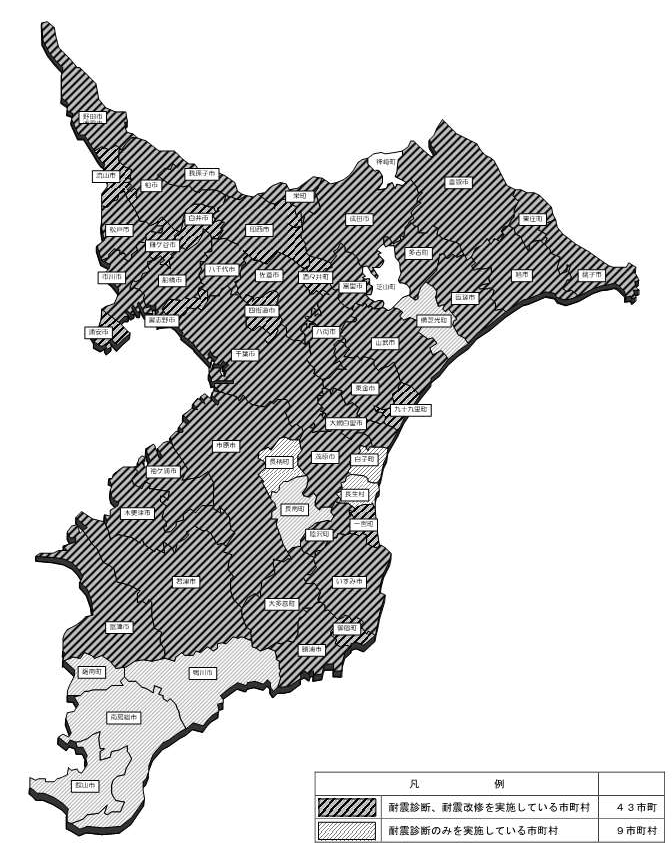 野田市
神崎町
流山市
我孫子市
柏市
香取市
栄町
成田市
東庄町
松戸市
白井市
印西市
鎌ケ谷市
多古町
市川市
船橋市
八千代市
佐倉市
酒々井町
富里市
芝山町
旭市
銚子市
匝瑳市
浦安市
習志野市
四街道市
八街市
横芝光町
山武市
千葉市
東金市
九十九里町
大網白里市
市原市
長柄町
茂原市
白子町
袖ケ浦市
長生村
木更津市
長南町
一宮町
睦沢町
君津市
いすみ市
大多喜町
富津市
御宿町
勝浦市
鋸南町
鴨川市
南房総市
館山市
凡 例
耐震診断、耐震改修を実施している市町村 43市町
耐震診断のみを実施している市町村 9市町村